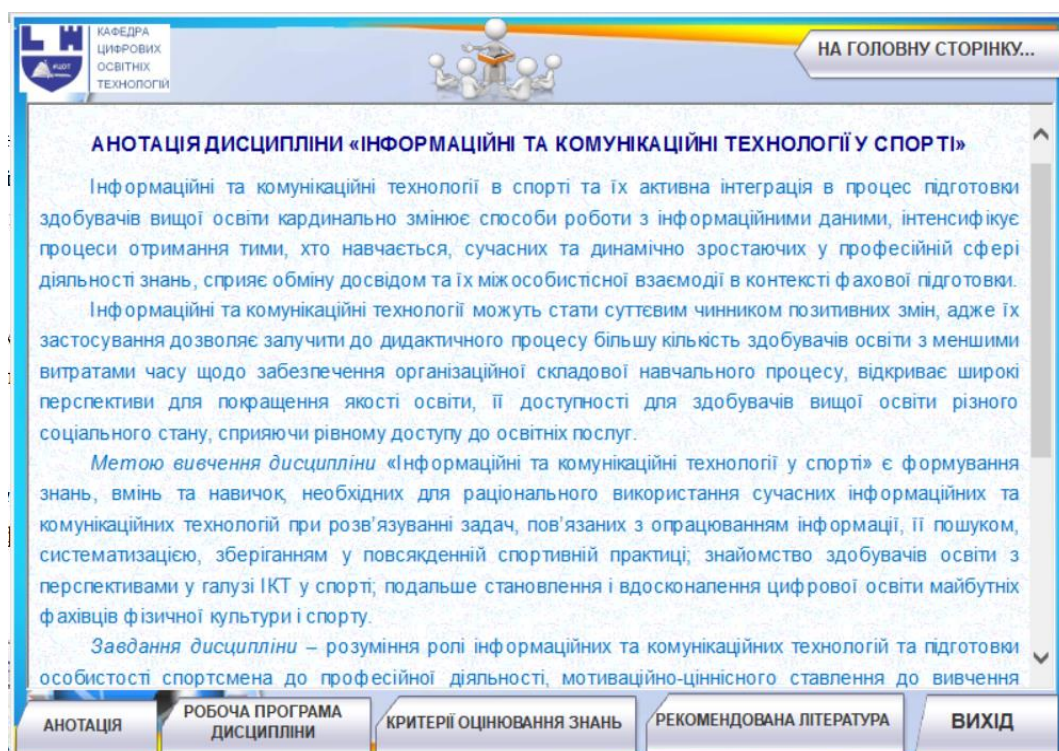 КАФЕДРА
ЦИФРОВИХ
ОСВІТНІХ
ТЕХНОЛОГІЙ
НА ГОЛОВНУ СТОРІНКУ...
АНОТАЦІЯ ДИСЦИПЛІНИ «ІНФОРМАЦІЙНІ ТА КОМУНІКАЦІЙНІ ТЕХНОЛОГІЇ У СПОРТІ»
Інформаційні та комунікаційні технології в спорті та їх активна інтеграція в процес підготовки
здобувачів вищої освіти кардинально змінює способи роботи з інформаційними даними, інтенсифікує
процеси отримання тими, хто навчається, сучасних та динамічно зростаючих у професійній сфері
діяльності знань, сприяє обміну досвідом та їх міжособистісної взаємодії в контексті фахової підготовки.
Інформаційні та комунікаційні технології можуть стати суттєвим чинником позитивних змін, адже їх
застосування дозволяє залучити до дидактичного процесу більшу кількість здобувачів освіти з меншими
витратами часу щодо забезпечення організаційної складової навчального процесу, відкриває широкі
перспективи для покращення якості освіти, її доступності для здобувачів вищої освіти різного
соціального стану, сприяючи рівному доступу до освітніх послуг.
Метою вивчення дисципліни «Інформаційні та комунікаційні технології у спорті» є формування
знань, вмінь та навичок, необхідних для раціонального використання сучасних інформаційних та
комунікаційних технологій при розв’язуванні задач, пов’язаних з опрацюванням інформації, її пошуком,
систематизацією, зберіганням у повсякденній спортивній практиці; знайомство здобувачів освіти з
перспективами у галузі ІКТ у спорті; подальше становлення і вдосконалення цифрової освіти майбутніх
фахівців фізичної культури і спорту.
Завдання дисципліни – розуміння ролі інформаційних та комунікаційних технологій та підготовки
особистості спортсмена до професійної діяльності, мотиваційно-ціннісного ставлення до вивчення
АНОТАЦІЯ
РОБОЧА ПРОГРАМА
ДИСЦИПЛІНИ
КРИТЕРІЇ ОЦІНЮВАННЯ ЗНАНЬ
РЕКОМЕНДОВАНА ЛІТЕРАТУРА
ВИХІД